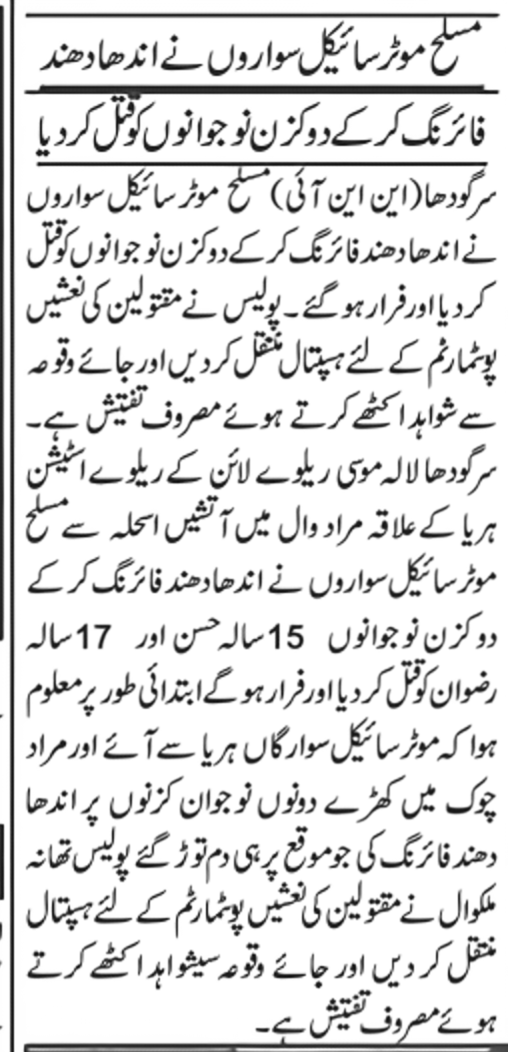 مسلح موٹرسائیکل سواروں نے اندھا دھند
فائرنگ کر کے دو کزن نوجوانوں کو قتل کر دیا
سرگودھا (این این آئی) مسلح موٹر سائیکل سواروں
نے اندھا دھند فائرنگ کر کے دو کزن نوجوانوں کو قتل
کر دیا اور فرار ہو گئے۔ پولیس نے مقتولین کی نعشیں
پوٹمارٹم کے لئے ہسپتال منتقل کر دیں اور جائے وقوعہ
سے شواہد اکٹھے کرتے ہوئے مصروف تفتیش ہے۔
سرگودھا لالہ موسی ریلوے لائن کے ریلوے اسٹیشن
ہریا کے علاقہ مراد وال میں آتشیں اسلحہ سے مسلح
موٹر سائیکل سواروں نے اندھا دھند فائرنگ کر کے
دو کزن نوجوانوں 15 سالہ حسن اور 17 سالہ
رضوان کو قتل کر دیا اور فرار ہو گے ابتدائی طور پر معلوم
ہوا کہ موٹر سائیکل سوار گاں ہریا سے آئے اور مراد
چوک میں کھڑے دونوں نوجوان کزنوں پر اندھا
دھند فائرنگ کی جو موقع پر ہی دم توڑ گئے پولیس تھانہ
ملکوال نے مقتولین کی نعشیں پوٹمارٹم کے لئے ہسپتال
منتقل کر دیں اور جائے وقوعہ سیشواہد اکٹھے کرتے
ہوئے مصروف تفتیش ہے۔